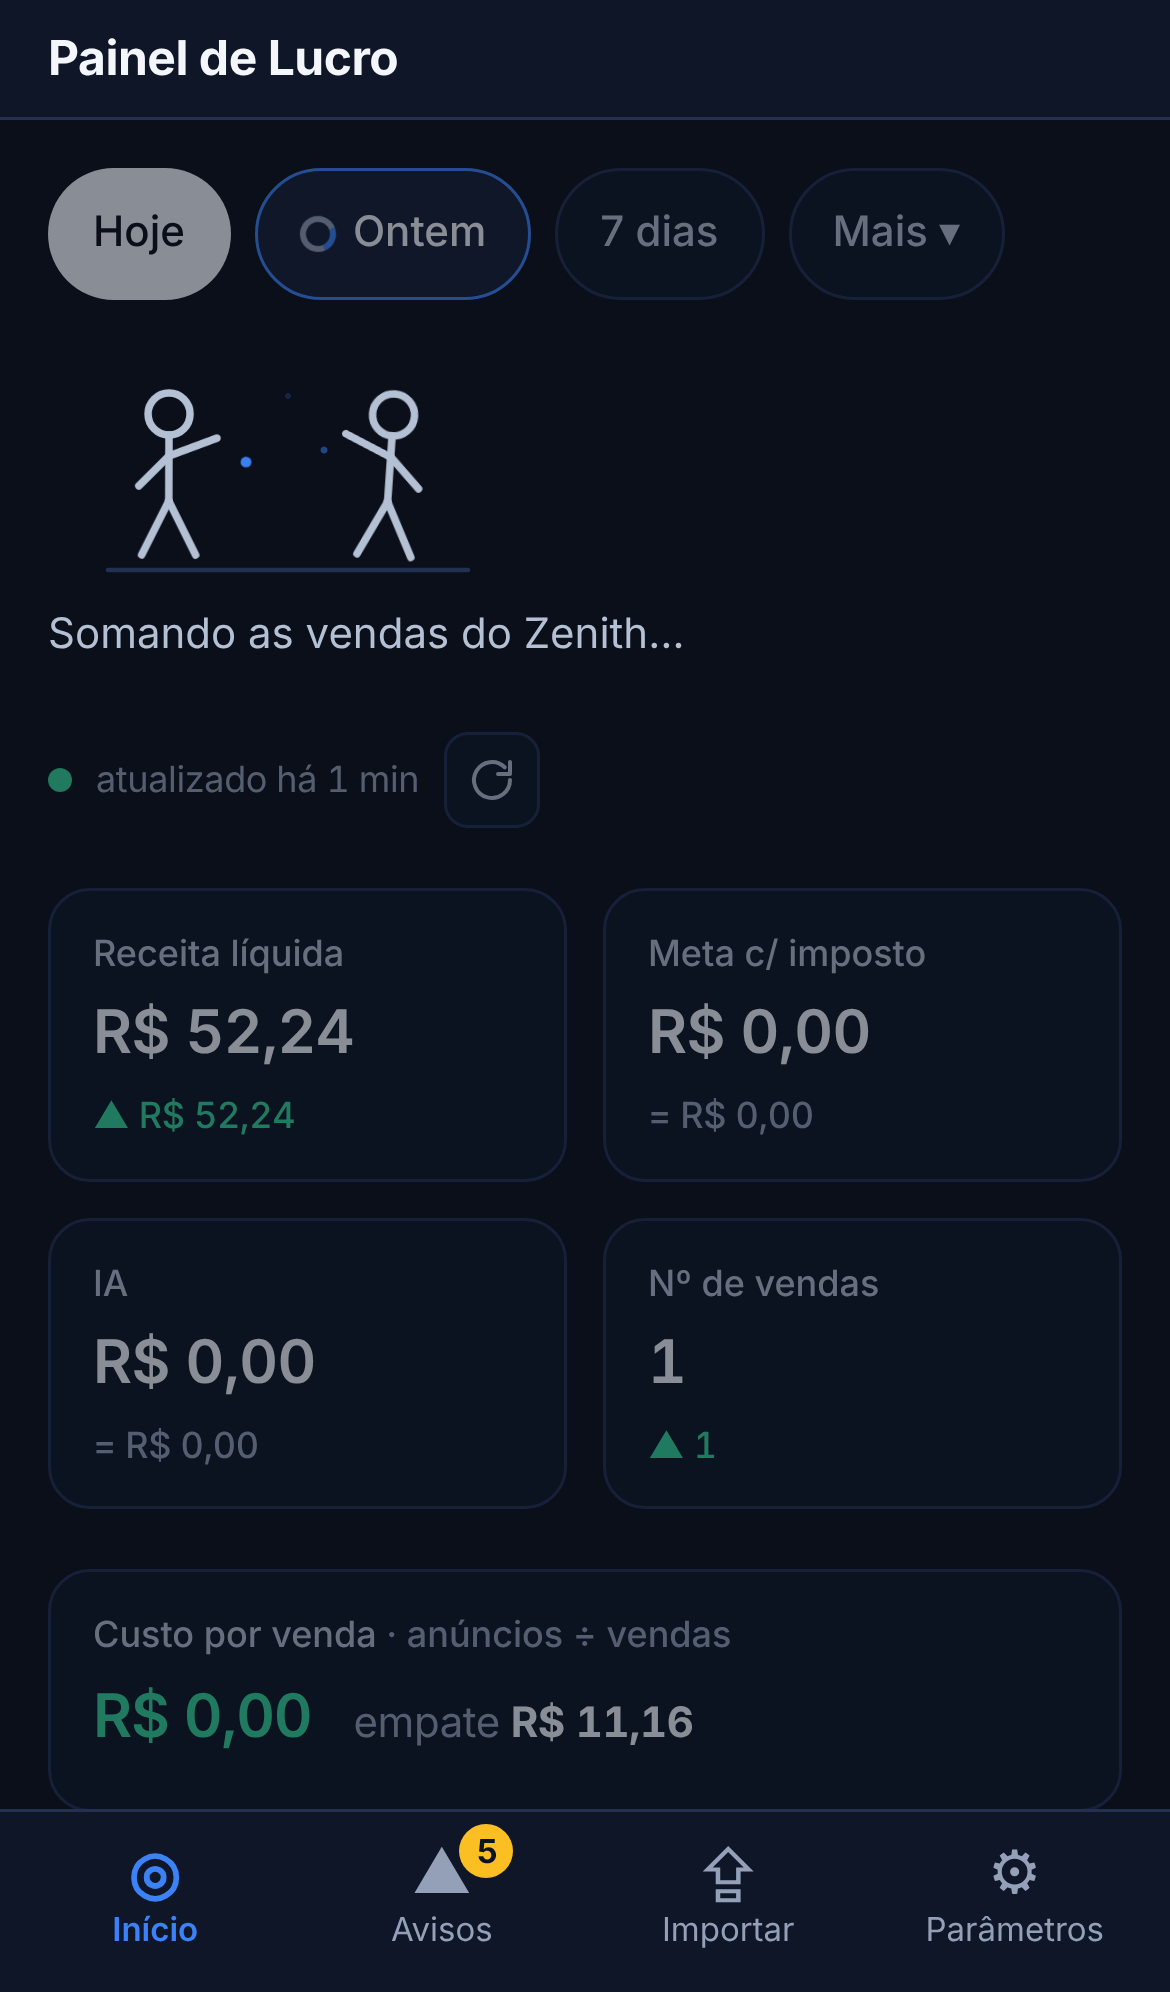 Painel de Lucro
Hoje
Ontem
7 dias
Mais ▾
Somando as vendas do Zenith...
atualizado há 1 min
Receita líquida
R$ 52,24
▲ R$ 52,24
Meta c/ imposto
R$ 0,00
= R$ 0,00
IA
R$ 0,00
= R$ 0,00
Nº de vendas
1
▲ 1
Custo por venda · anúncios ÷ vendas
R$ 0,00 empate R$ 11,16
5
Início
Avisos
Importar
Parâmetros